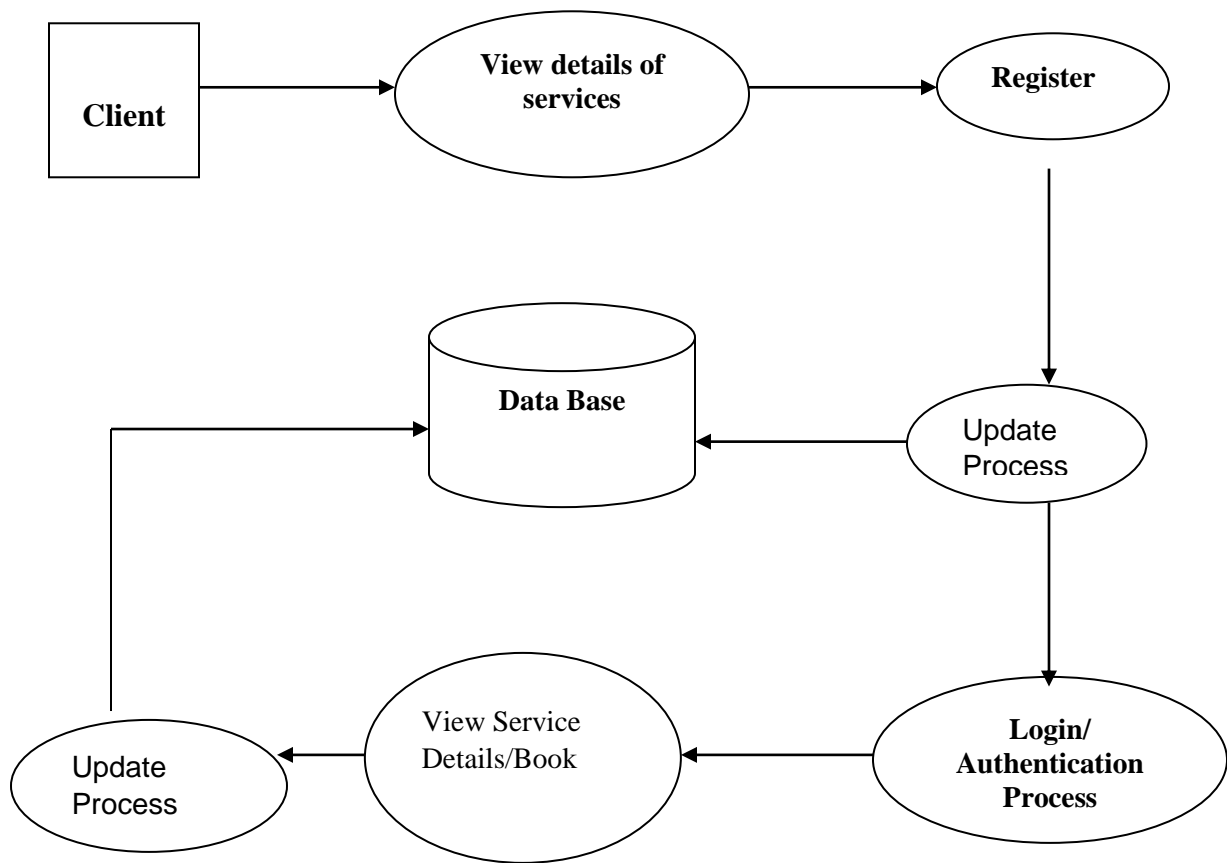 Client
View details of
services
Register
Data Base
Update
Process
Login/
Authentication
Process
View Service
Details/Book
Update
Process